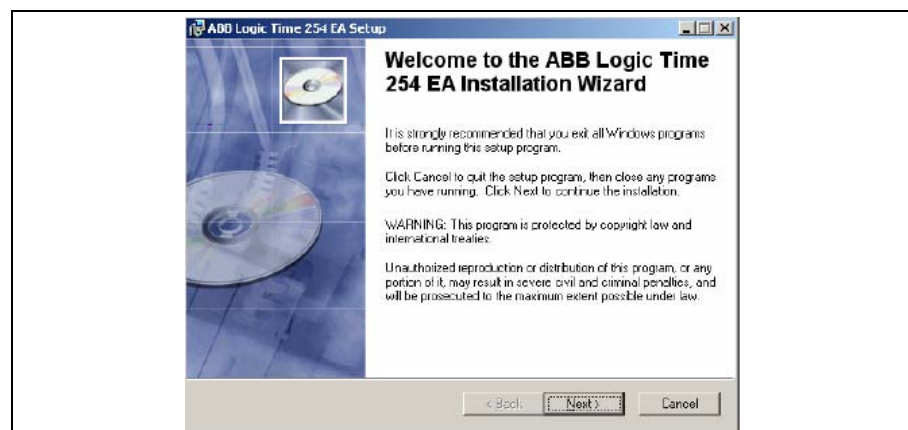 ABB Logic Time 254 EA Setup
Welcome to the ABB Logic Time
254 EA Installation Wizard
It is strongly recommended that you exit all Windows programs
before running this setup program.
Click Cancel to quit the setup program, then close any programs
you have running. Click Next to continue the installation.
WARNING: This program is protected by copyright law and
international treaties.
Unauthorized reproduction or distribution of this program, or any
portion of it, may result in severe civil and criminal penalties, and
will be prosecuted to the maximum extent possible under law.
< Back Next > Cancel